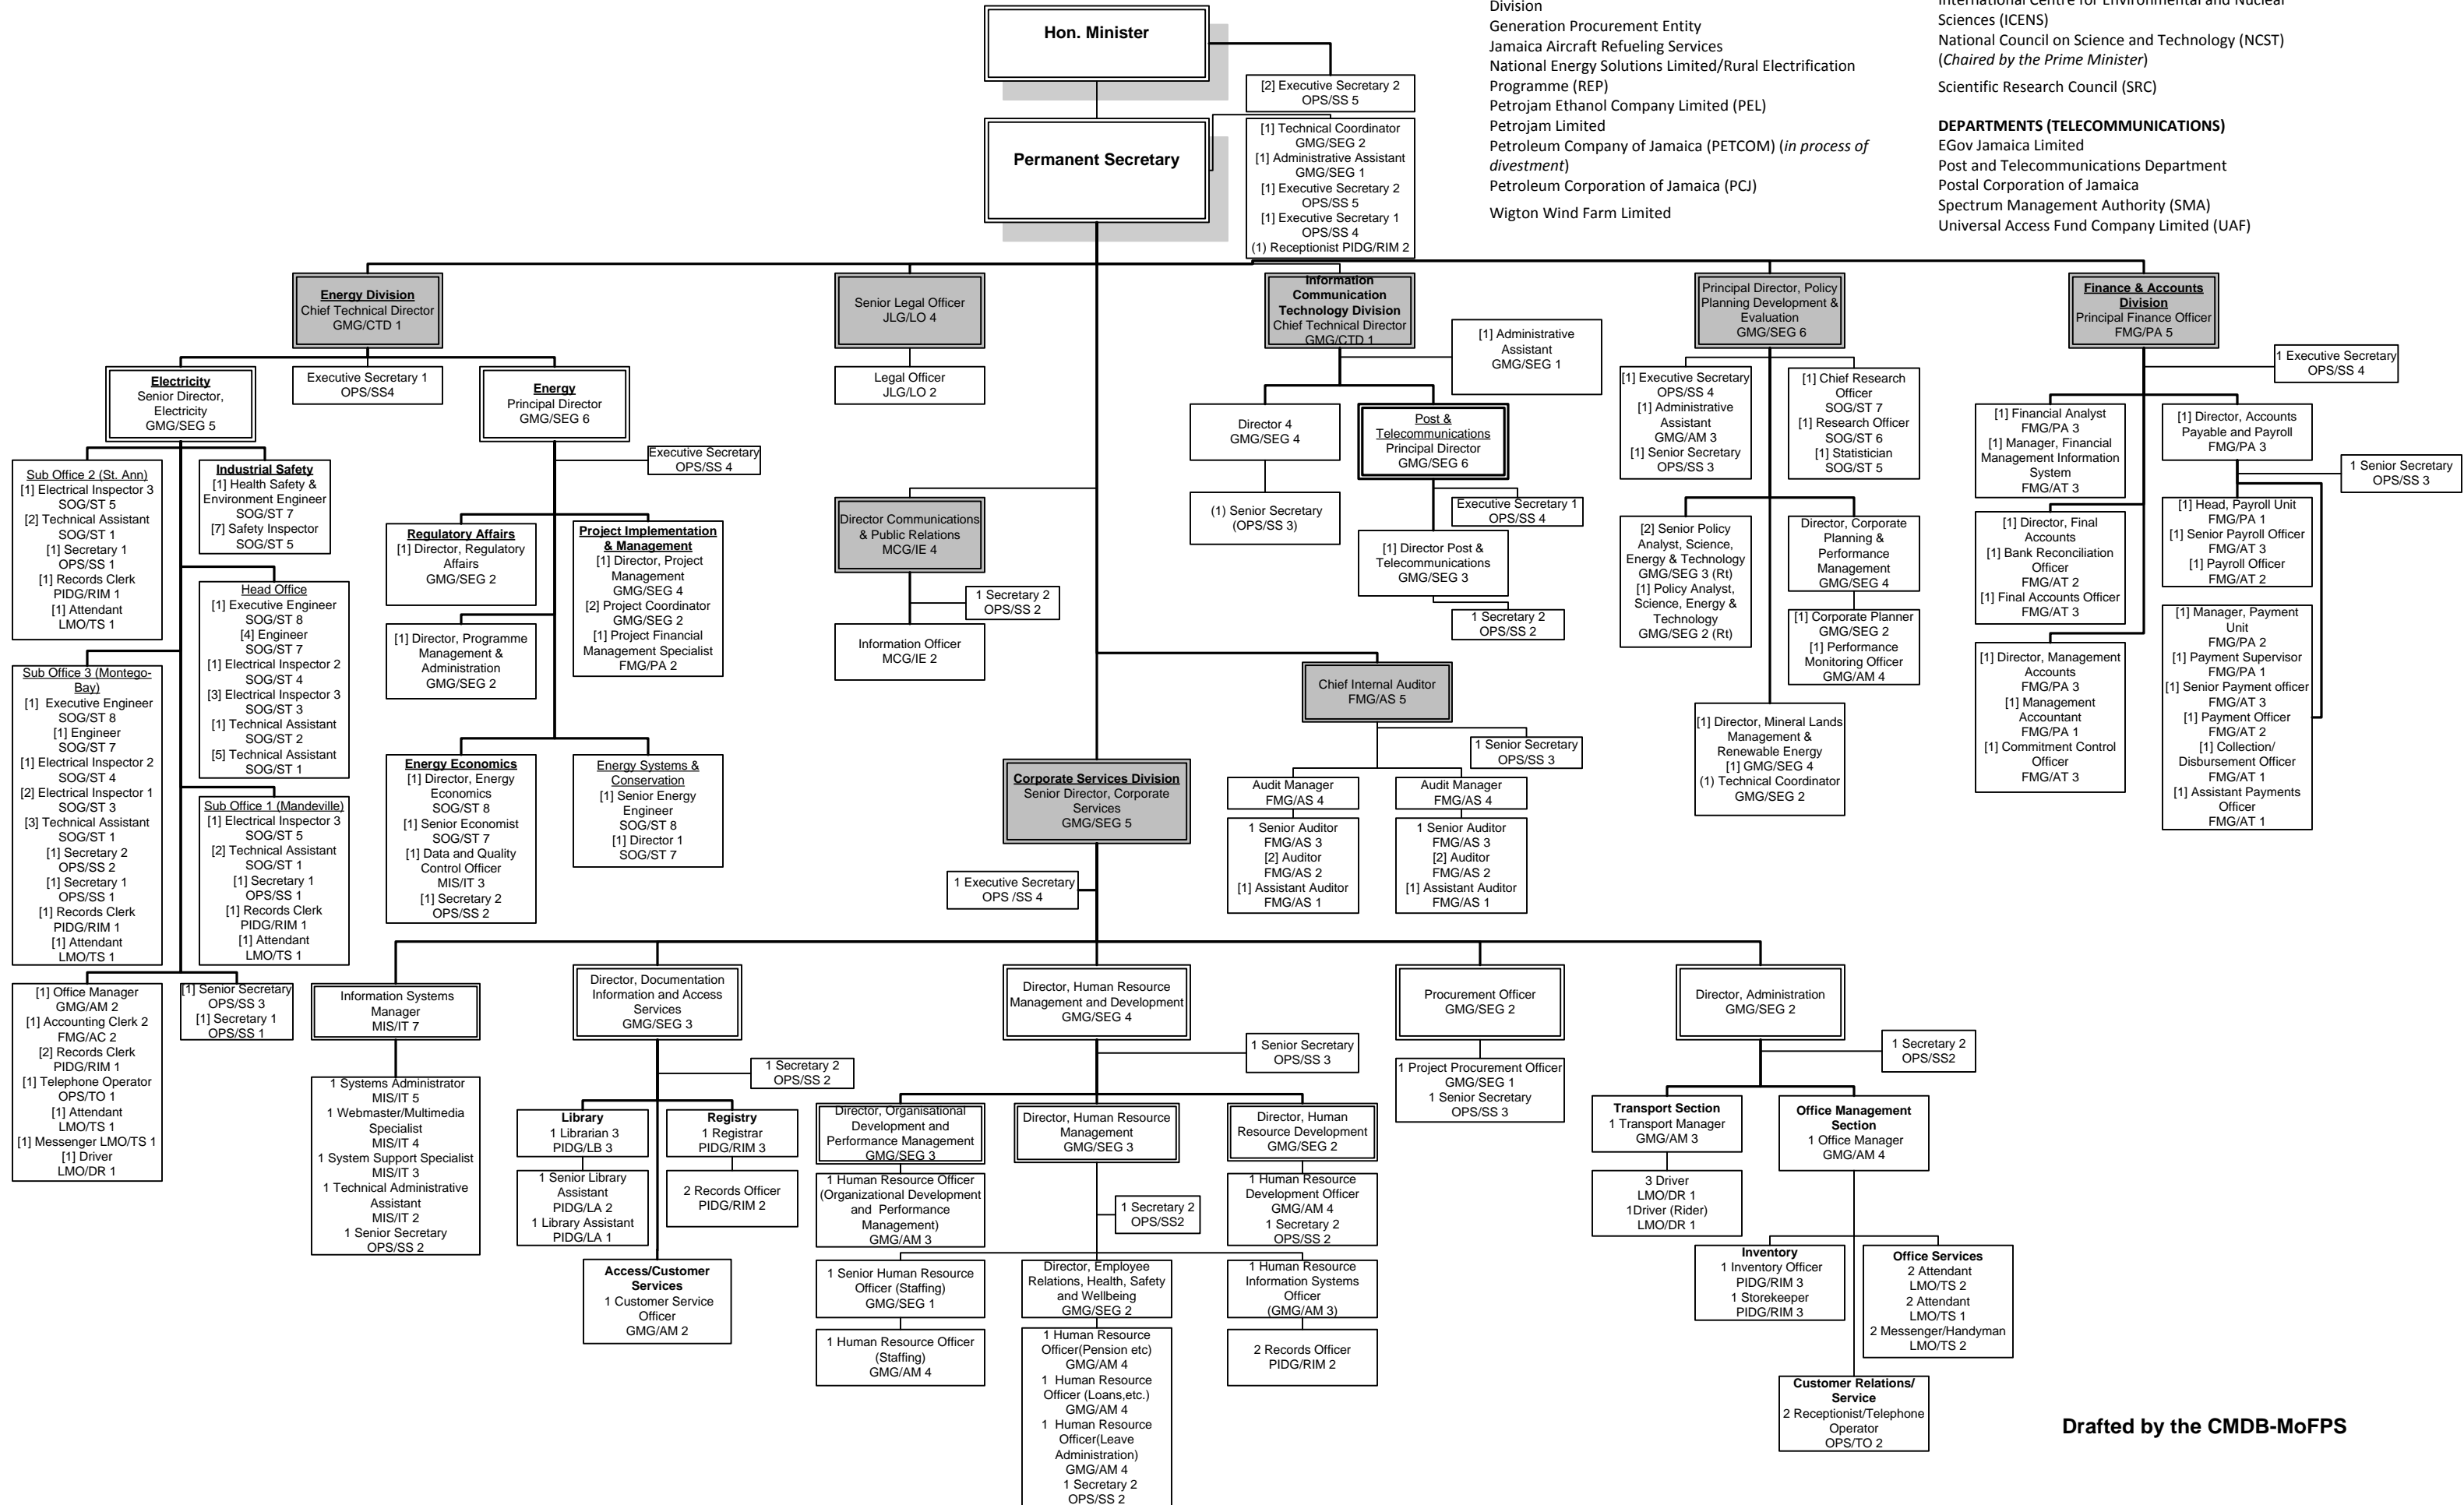 Hon. Minister
[2] Executive Secretary 2
OPS/SS 5
Permanent Secretary
[1] Technical Coordinator
GMG/SEG 2
[1] Administrative Assistant
GMG/SEG 1
[1] Executive Secretary 2
OPS/SS 5
[1] Executive Secretary 1
OPS/SS 4
(1) Receptionist PIDG/RIM 2
Division
Generation Procurement Entity
Jamaica Aircraft Refueling Services
National Energy Solutions Limited/Rural Electrification
Programme (REP)
Petrojam Ethanol Company Limited (PEL)
Petrojam Limited
Petroleum Company of Jamaica (PETCOM) (in process of
divestment)
Petroleum Corporation of Jamaica (PCJ)
Wigton Wind Farm Limited
International Centre for Environmental and Nuclear
Sciences (ICENS)
National Council on Science and Technology (NCST)
(Chaired by the Prime Minister)
Scientific Research Council (SRC)
DEPARTMENTS (TELECOMMUNICATIONS)
EGov Jamaica Limited
Post and Telecommunications Department
Postal Corporation of Jamaica
Spectrum Management Authority (SMA)
Universal Access Fund Company Limited (UAF)
Energy Division
Chief Technical Director
GMG/CTD 1
Senior Legal Officer
JLG/LO 4
Information
Communication
Technology Division
Chief Technical Director
GMG/CTD 1
Principal Director, Policy
Planning Development &
Evaluation
GMG/SEG 6
Finance & Accounts
Division
Principal Finance Officer
FMG/PA 5
Electricity
Senior Director,
Electricity
GMG/SEG 5
Executive Secretary 1
OPS/SS4
Energy
Principal Director
GMG/SEG 6
Legal Officer
JLG/LO 2
[1] Administrative
Assistant
GMG/SEG 1
1 Executive Secretary
OPS/SS 4
Director 4
GMG/SEG 4
Post &
Telecommunications
Principal Director
GMG/SEG 6
[1] Executive Secretary
OPS/SS 4
[1] Administrative
Assistant
GMG/AM 3
[1] Senior Secretary
OPS/SS 3
[1] Chief Research
Officer
SOG/ST 7
[1] Research Officer
SOG/ST 6
[1] Statistician
SOG/ST 5
[1] Financial Analyst
FMG/PA 3
[1] Manager, Financial
Management Information
System
FMG/AT 3
[1] Director, Accounts
Payable and Payroll
FMG/PA 3
1 Senior Secretary
OPS/SS 3
Sub Office 2 (St. Ann)
[1] Electrical Inspector 3
SOG/ST 5
[2] Technical Assistant
SOG/ST 1
[1] Secretary 1
OPS/SS 1
[1] Records Clerk
PIDG/RIM 1
[1] Attendant
LMO/TS 1
Industrial Safety
[1] Health Safety &
Environment Engineer
SOG/ST 7
[7] Safety Inspector
SOG/ST 5
Executive Secretary
OPS/SS 4
(1) Senior Secretary
(OPS/SS 3)
Executive Secretary 1
OPS/SS 4
Director Communications
& Public Relations
MCG/IE 4
Regulatory Affairs
[1] Director, Regulatory
Affairs
GMG/SEG 2
Project Implementation
& Management
[1] Director, Project
Management
GMG/SEG 4
[2] Project Coordinator
GMG/SEG 2
[1] Project Financial
Management Specialist
FMG/PA 2
[1] Director Post &
Telecommunications
GMG/SEG 3
[2] Senior Policy
Analyst, Science,
Energy & Technology
GMG/SEG 3 (Rt)
[1] Policy Analyst,
Science, Energy &
Technology
GMG/SEG 2 (Rt)
Director, Corporate
Planning &
Performance
Management
GMG/SEG 4
[1] Director, Final
Accounts
[1] Bank Reconciliation
Officer
FMG/AT 2
[1] Final Accounts Officer
FMG/AT 3
[1] Head, Payroll Unit
FMG/PA 1
[1] Senior Payroll Officer
FMG/AT 3
[1] Payroll Officer
FMG/AT 2
Head Office
[1] Executive Engineer
SOG/ST 8
[4] Engineer
SOG/ST 7
[1] Electrical Inspector 2
SOG/ST 4
[3] Electrical Inspector 3
SOG/ST 3
[1] Technical Assistant
SOG/ST 2
[5] Technical Assistant
SOG/ST 1
1 Secretary 2
OPS/SS 2
Information Officer
MCG/IE 2
1 Secretary 2
OPS/SS 2
[1] Corporate Planner
GMG/SEG 2
[1] Performance
Monitoring Officer
GMG/AM 4
[1] Director, Programme
Management &
Administration
GMG/SEG 2
[1] Manager, Payment
Unit
FMG/PA 2
[1] Payment Supervisor
FMG/PA 1
[1] Senior Payment officer
FMG/AT 3
[1] Payment Officer
FMG/AT 2
[1] Collection/
Disbursement Officer
FMG/AT 1
[1] Assistant Payments
Officer
FMG/AT 1
[1] Director, Management
Accounts
FMG/PA 3
[1] Management
Accountant
FMG/PA 1
[1] Commitment Control
Officer
FMG/AT 3
Sub Office 3 (Montego-
Bay)
[1] Executive Engineer
SOG/ST 8
[1] Engineer
SOG/ST 7
[1] Electrical Inspector 2
SOG/ST 4
[2] Electrical Inspector 1
SOG/ST 3
[3] Technical Assistant
SOG/ST 1
[1] Secretary 2
OPS/SS 2
[1] Secretary 1
OPS/SS 1
[1] Records Clerk
PIDG/RIM 1
[1] Attendant
LMO/TS 1
Chief Internal Auditor
FMG/AS 5
[1] Director, Mineral Lands
Management &
Renewable Energy
[1] GMG/SEG 4
(1) Technical Coordinator
GMG/SEG 2
1 Senior Secretary
OPS/SS 3
Energy Economics
[1] Director, Energy
Economics
SOG/ST 8
[1] Senior Economist
SOG/ST 7
[1] Data and Quality
Control Officer
MIS/IT 3
[1] Secretary 2
OPS/SS 2
Energy Systems &
Conservation
[1] Senior Energy
Engineer
SOG/ST 8
[1] Director 1
SOG/ST 7
Corporate Services Division
Senior Director, Corporate
Services
GMG/SEG 5
Audit Manager
FMG/AS 4
Audit Manager
FMG/AS 4
Sub Office 1 (Mandeville)
[1] Electrical Inspector 3
SOG/ST 5
[2] Technical Assistant
SOG/ST 1
[1] Secretary 1
OPS/SS 1
[1] Records Clerk
PIDG/RIM 1
[1] Attendant
LMO/TS 1
1 Senior Auditor
FMG/AS 3
[2] Auditor
FMG/AS 2
[1] Assistant Auditor
FMG/AS 1
1 Senior Auditor
FMG/AS 3
[2] Auditor
FMG/AS 2
[1] Assistant Auditor
FMG/AS 1
1 Executive Secretary
OPS /SS 4
[1] Office Manager
GMG/AM 2
[1] Accounting Clerk 2
FMG/AC 2
[2] Records Clerk
PIDG/RIM 1
[1] Telephone Operator
OPS/TO 1
[1] Attendant
LMO/TS 1
[1] Messenger LMO/TS 1
[1] Driver
LMO/DR 1
[1] Senior Secretary
OPS/SS 3
[1] Secretary 1
OPS/SS 1
Information Systems
Manager
MIS/IT 7
Director, Documentation
Information and Access
Services
GMG/SEG 3
Director, Human Resource
Management and Development
GMG/SEG 4
Procurement Officer
GMG/SEG 2
Director, Administration
GMG/SEG 2
1 Secretary 2
OPS/SS 2
1 Senior Secretary
OPS/SS 3
1 Project Procurement Officer
GMG/SEG 1
1 Senior Secretary
OPS/SS 3
1 Secretary 2
OPS/SS2
1 Systems Administrator
MIS/IT 5
1 Webmaster/Multimedia
Specialist
MIS/IT 4
1 System Support Specialist
MIS/IT 3
1 Technical Administrative
Assistant
MIS/IT 2
1 Senior Secretary
OPS/SS 2
Library
1 Librarian 3
PIDG/LB 3
Registry
1 Registrar
PIDG/RIM 3
Director, Organisational
Development and
Performance Management
GMG/SEG 3
Director, Human Resource
Management
GMG/SEG 3
Director, Human
Resource Development
GMG/SEG 2
Transport Section
1 Transport Manager
GMG/AM 3
Office Management
Section
1 Office Manager
GMG/AM 4
1 Senior Library
Assistant
PIDG/LA 2
1 Library Assistant
PIDG/LA 1
2 Records Officer
PIDG/RIM 2
1 Human Resource Officer
(Organizational Development
and Performance
Management)
GMG/AM 3
1 Secretary 2
OPS/SS2
1 Human Resource
Development Officer
GMG/AM 4
1 Secretary 2
OPS/SS 2
3 Driver
LMO/DR 1
1Driver (Rider)
LMO/DR 1
Access/Customer
Services
1 Customer Service
Officer
GMG/AM 2
1 Senior Human Resource
Officer (Staffing)
GMG/SEG 1
Director, Employee
Relations, Health, Safety
and Wellbeing
GMG/SEG 2
1 Human Resource
Information Systems
Officer
(GMG/AM 3)
Inventory
1 Inventory Officer
PIDG/RIM 3
1 Storekeeper
PIDG/RIM 3
Office Services
2 Attendant
LMO/TS 2
2 Attendant
LMO/TS 1
2 Messenger/Handyman
LMO/TS 2
1 Human Resource Officer
(Staffing)
GMG/AM 4
1 Human Resource
Officer(Pension etc)
GMG/AM 4
1 Human Resource
Officer (Loans,etc.)
GMG/AM 4
1 Human Resource
Officer(Leave
Administration)
GMG/AM 4
1 Secretary 2
OPS/SS 2
2 Records Officer
PIDG/RIM 2
Customer Relations/
Service
2 Receptionist/Telephone
Operator
OPS/TO 2
Drafted by the CMDB-MoFPS